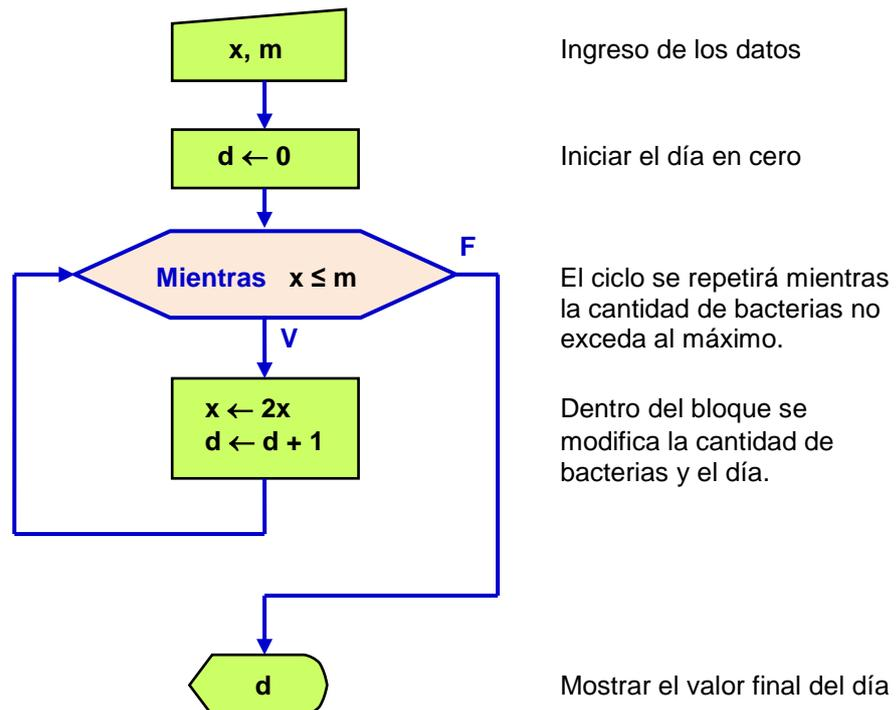 x, m
Ingreso de los datos
d ← 0
Iniciar el día en cero
F
Mientras x ≤ m
El ciclo se repetirá mientras
la cantidad de bacterias no
exceda al máximo.
V
x ← 2x
d ← d + 1
Dentro del bloque se
modifica la cantidad de
bacterias y el día.
d
Mostrar el valor final del día